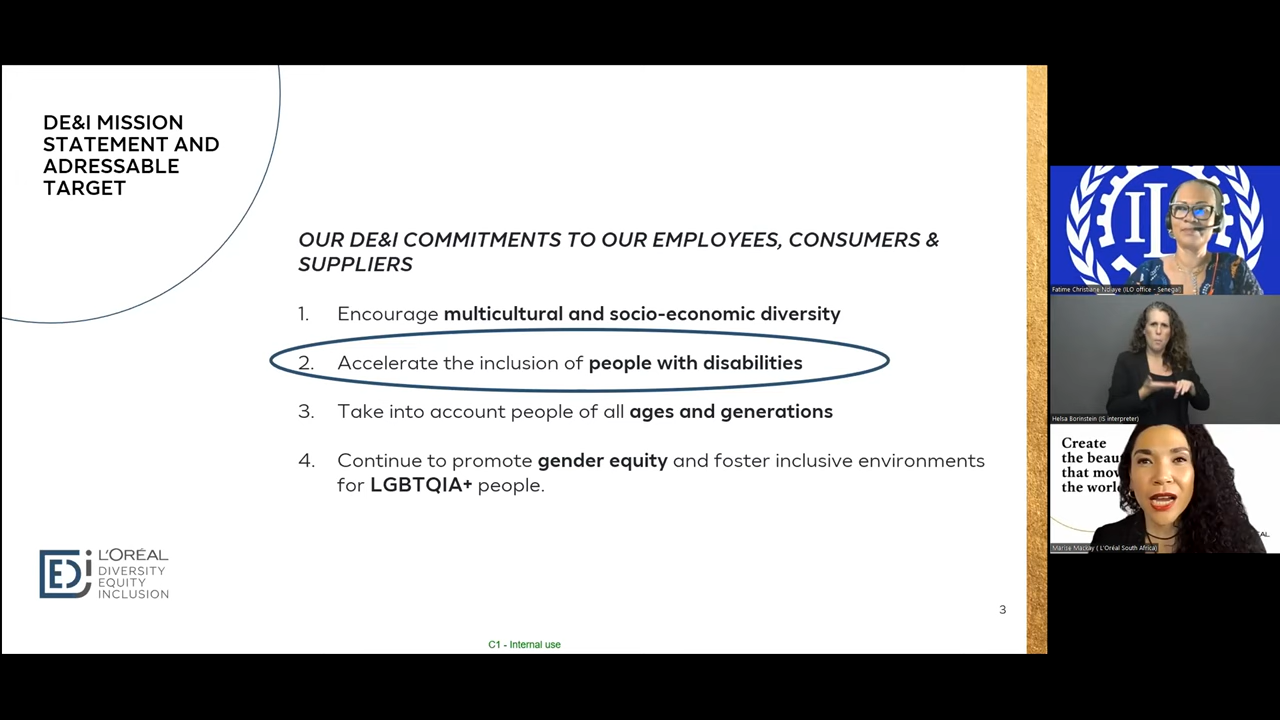 DE&I MISSION
STATEMENT AND
ADRESSABLE
TARGET
OUR DE&I COMMITMENTS TO OUR EMPLOYEES, CONSUMERS &
SUPPLIERS
1. Encourage multicultural and socio-economic diversity
2. Accelerate the inclusion of people with disabilities
3. Take into account people of all ages and generations
4. Continue to promote gender equity and foster inclusive environments
for LGBTQIA+ people.
EDi
L'ORÉAL
DIVERSITY
EQUITY
INCLUSION
3
C1 - Internal use
ILO
Fatime Christiane Ndiaye (ILO office - Senegal)
Helsa Borinstein (IS interpreter)
Create
the beau
that mov
the world
Marise Mackay ( L'Oréal South Africa)